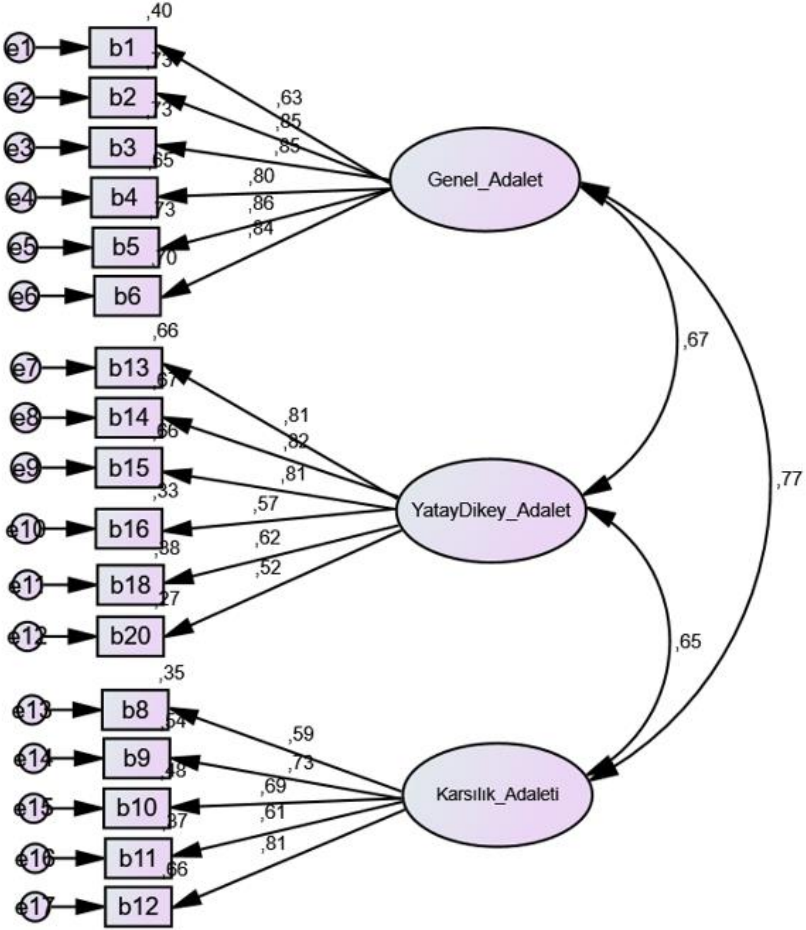 ,40
e1
b1
,73
e2
b2
,73
e3
b3
,65
e4
b4
,73
e5
b5
,70
e6
b6
,63
,85
,85
,80
,86
,84
Genel_Adalet
,66
e7
b13
,67
e8
b14
,66
e9
b15
,33
e10
b16
,38
e11
b18
,27
e12
b20
,81
,82
,81
,57
,62
,52
YatayDikey_Adalet
,67
,77
,65
,35
e13
b8
,54
e14
b9
,48
e15
b10
,37
e16
b11
,66
e17
b12
,59
,73
,69
,61
,81
Karsılık_Adaleti